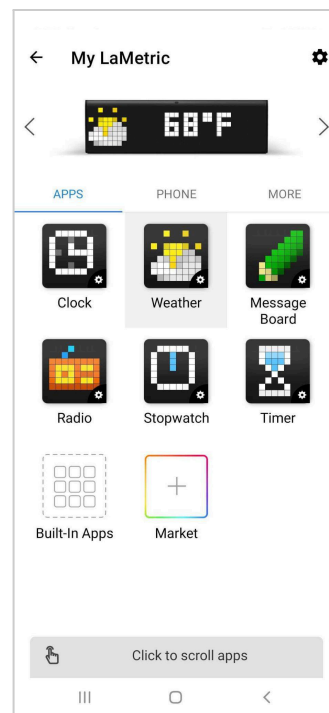 My LaMetric
68°F
APPS PHONE MORE
Clock Weather Message
Board
Radio Stopwatch Timer
Built-In Apps Market
Click to scroll apps